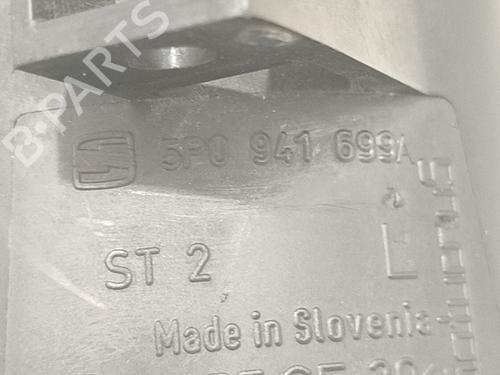 B-PARTS
5P0 941 699A
ST 2
L
Made in Slovenia